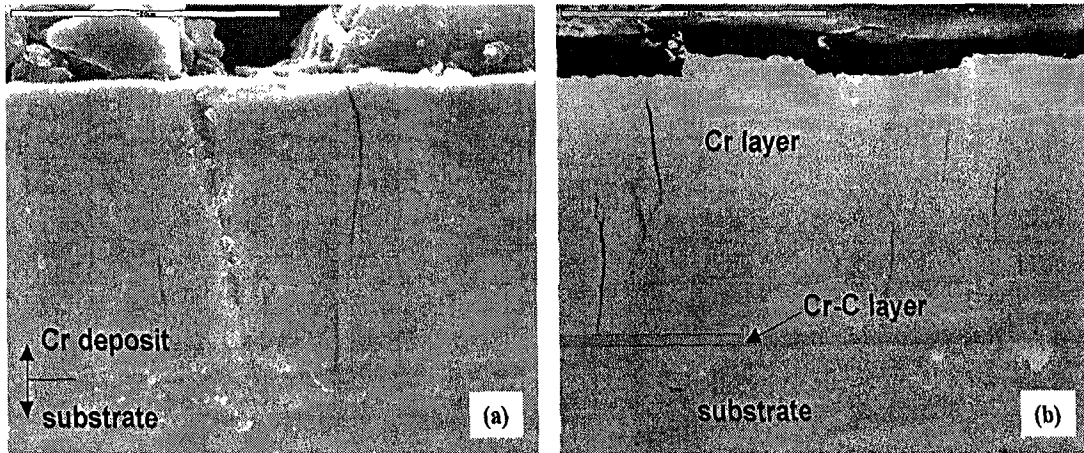 Cr deposit
substrate
(a)
Cr layer
Cr-C layer
substrate
(b)